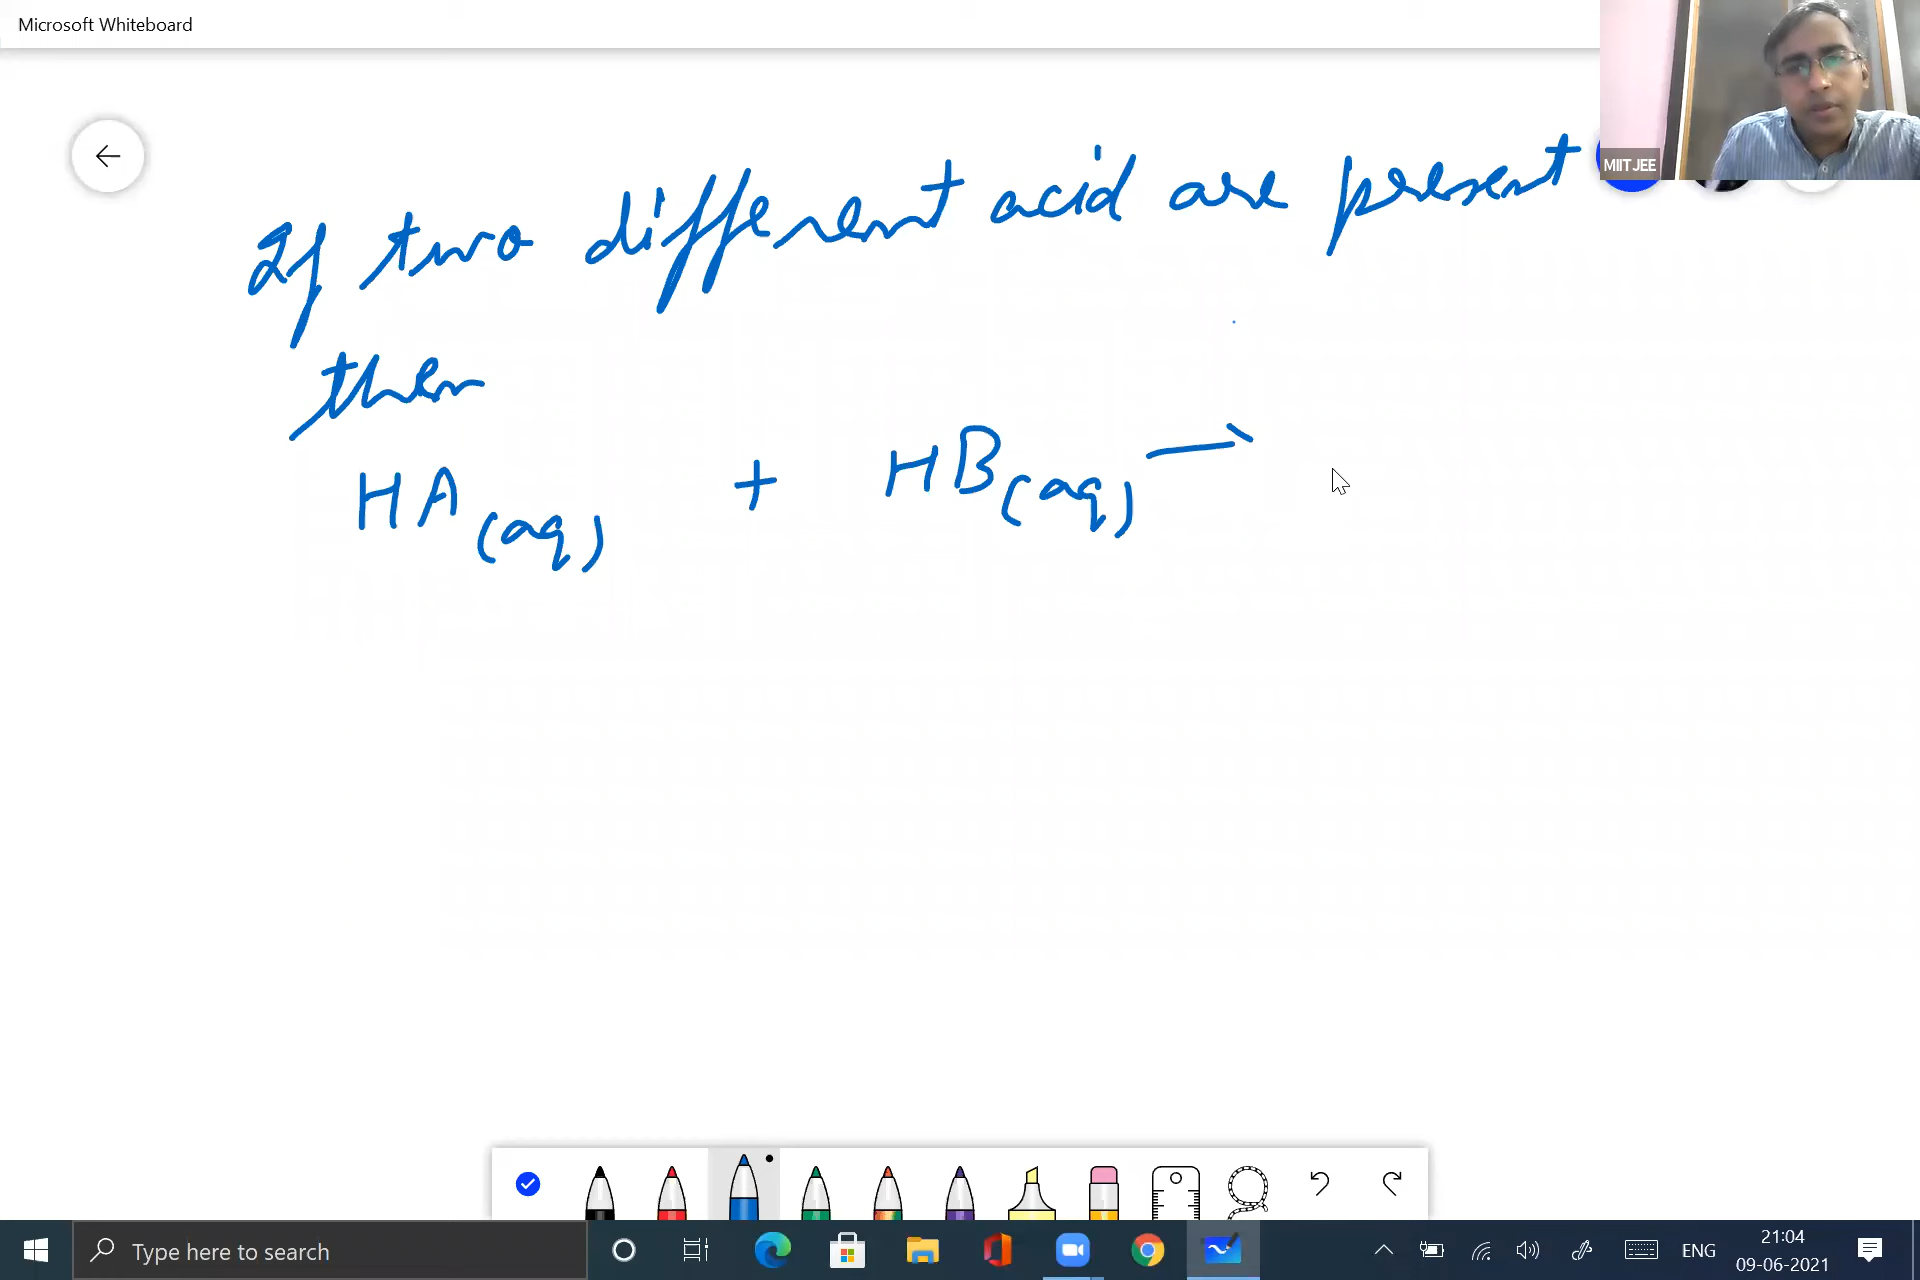 Microsoft Whiteboard
MIIT JEE
If two different acid are present
then
HA(aq) + HB(aq) →
Type here to search
ENG
21:04
09-06-2021